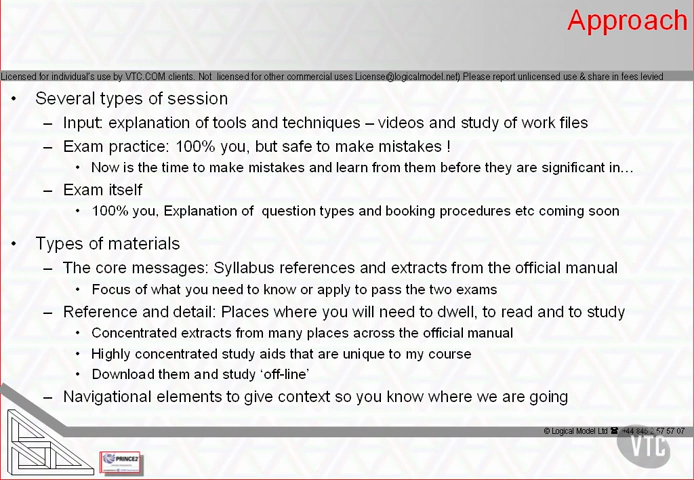 Approach
Licensed for individual's use by VTC.COM clients. Not licensed for other commercial uses License@logicalmodel.net) Please report unlicensed use & share in fees levied
• Several types of session
– Input: explanation of tools and techniques – videos and study of work files
– Exam practice: 100% you, but safe to make mistakes !
• Now is the time to make mistakes and learn from them before they are significant in…
– Exam itself
• 100% you, Explanation of question types and booking procedures etc coming soon
• Types of materials
– The core messages: Syllabus references and extracts from the official manual
• Focus of what you need to know or apply to pass the two exams
– Reference and detail: Places where you will need to dwell, to read and to study
• Concentrated extracts from many places across the official manual
• Highly concentrated study aids that are unique to my course
• Download them and study ‘off-line’
– Navigational elements to give context so you know where we are going
© Logical Model Ltd ☎ +44 845 57 57 07
VTC
PRINCE2